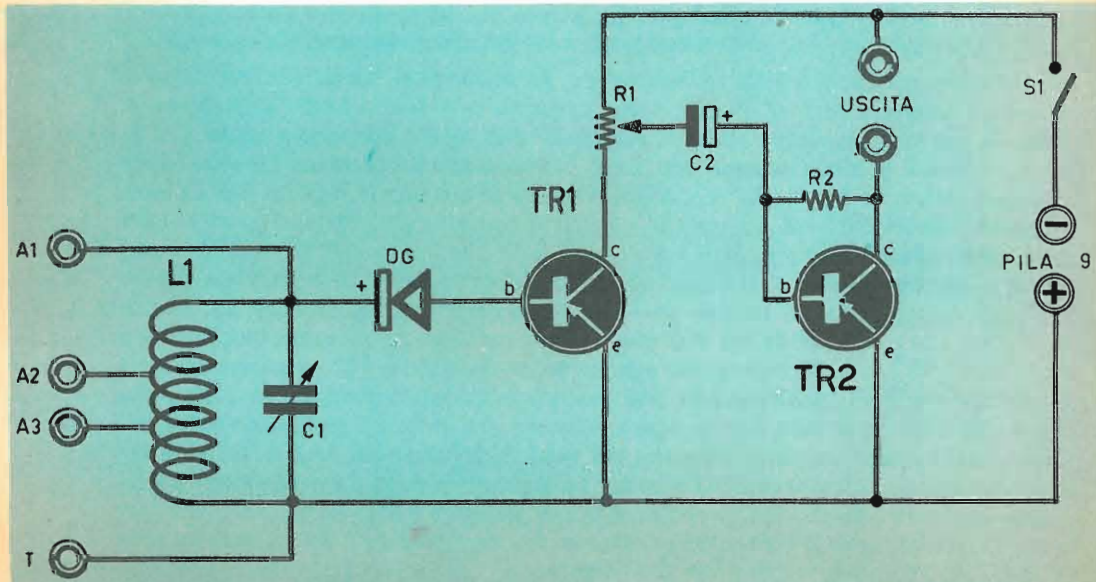 S1
R1
USCITA
+
C2
R2
TR1
A1
DG
c
c
L1
PILA 9
+
b
b
e
e
A2
TR2
A3
C1
T